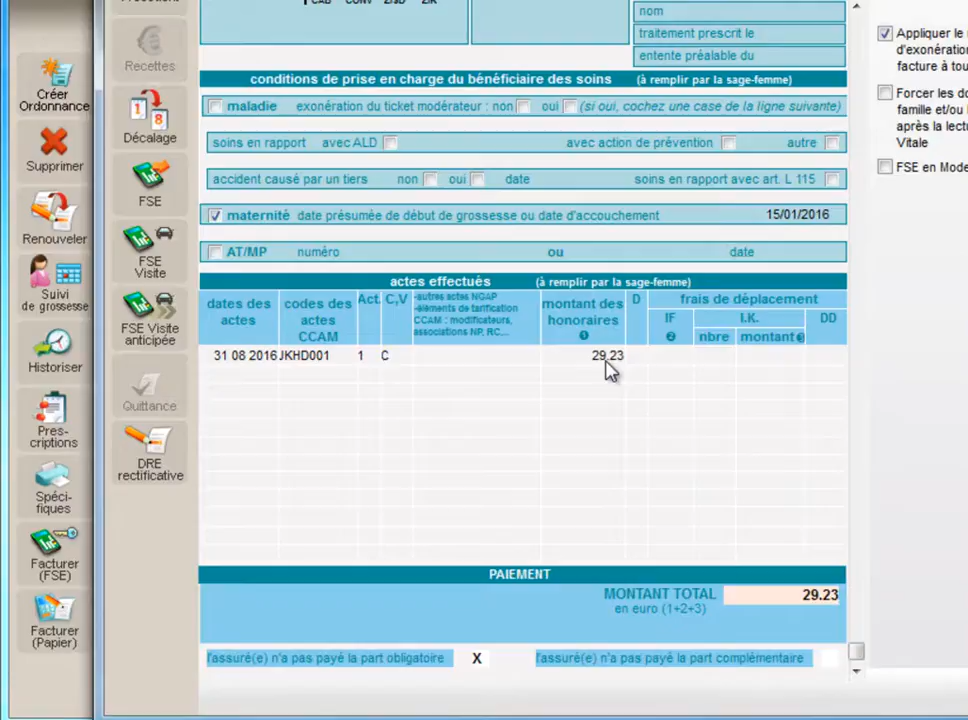 nom
traitement prescrit le
entente préalable du
conditions de prise en charge du bénéficiaire des soins (à remplir par la sage-femme)
maladie exonération du ticket modérateur : non oui (si oui, cochez une case de la ligne suivante)
soins en rapport avec ALD avec action de prévention autre
accident causé par un tiers non oui date soins en rapport avec art. L 115
maternité date présumée de début de grossesse ou date d'accouchement 15/01/2016
AT/MP numéro ou date
actes effectués (à remplir par la sage-femme)
dates des actes
codes des actes CCAM
Act.
C,V
-autres actes NGAP
-éléments de tarification
CCAM : modificateurs,
associations NP, RC...
montant des honoraires
D
frais de déplacement
IF
I.K.
nbre montant
DD
31 08 2016 JKHD001 1 C 29.23
PAIEMENT
MONTANT TOTAL 29.23
en euro (1+2+3)
l'assuré(e) n'a pas payé la part obligatoire X l'assuré(e) n'a pas payé la part complémentaire
Créer
Ordonnance
Supprimer
Renouveler
Suivi
de grossesse
Historiser
Pres-
criptions
Spéci-
fiques
Facturer
(FSE)
Facturer
(Papier)
Recettes
Décalage
FSE
FSE
Visite
FSE Visite
anticipée
Quittance
DRE
rectificative
Appliquer le
d'exonération
facture à tou
Forcer les do
famille et/ou l
après la lectu
Vitale
FSE en Mode